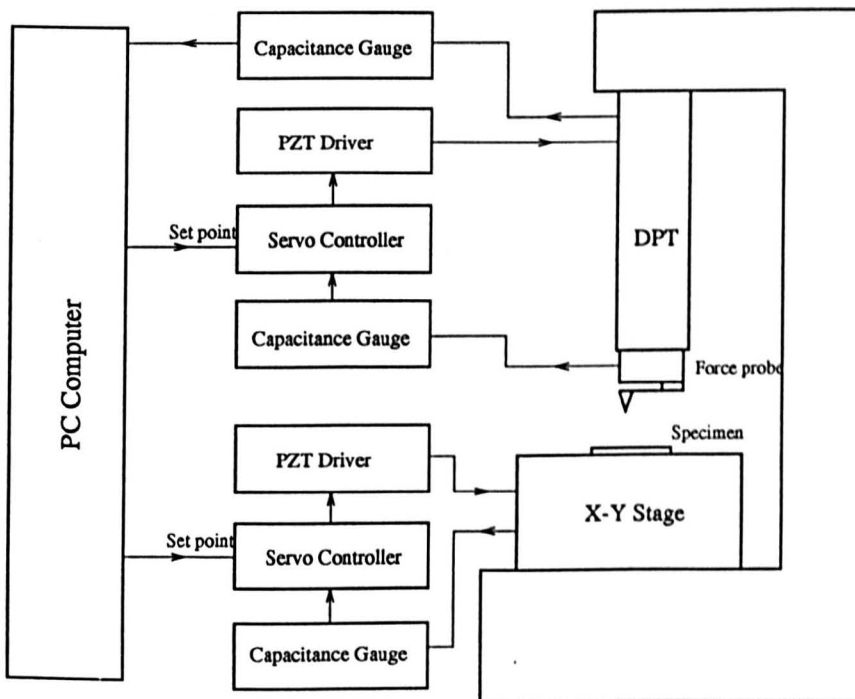 Capacitance Gauge
PZT Driver
Set point
Servo Controller
DPT
Capacitance Gauge
Force probe
PC Computer
Specimen
PZT Driver
X-Y Stage
Set point
Servo Controller
Capacitance Gauge